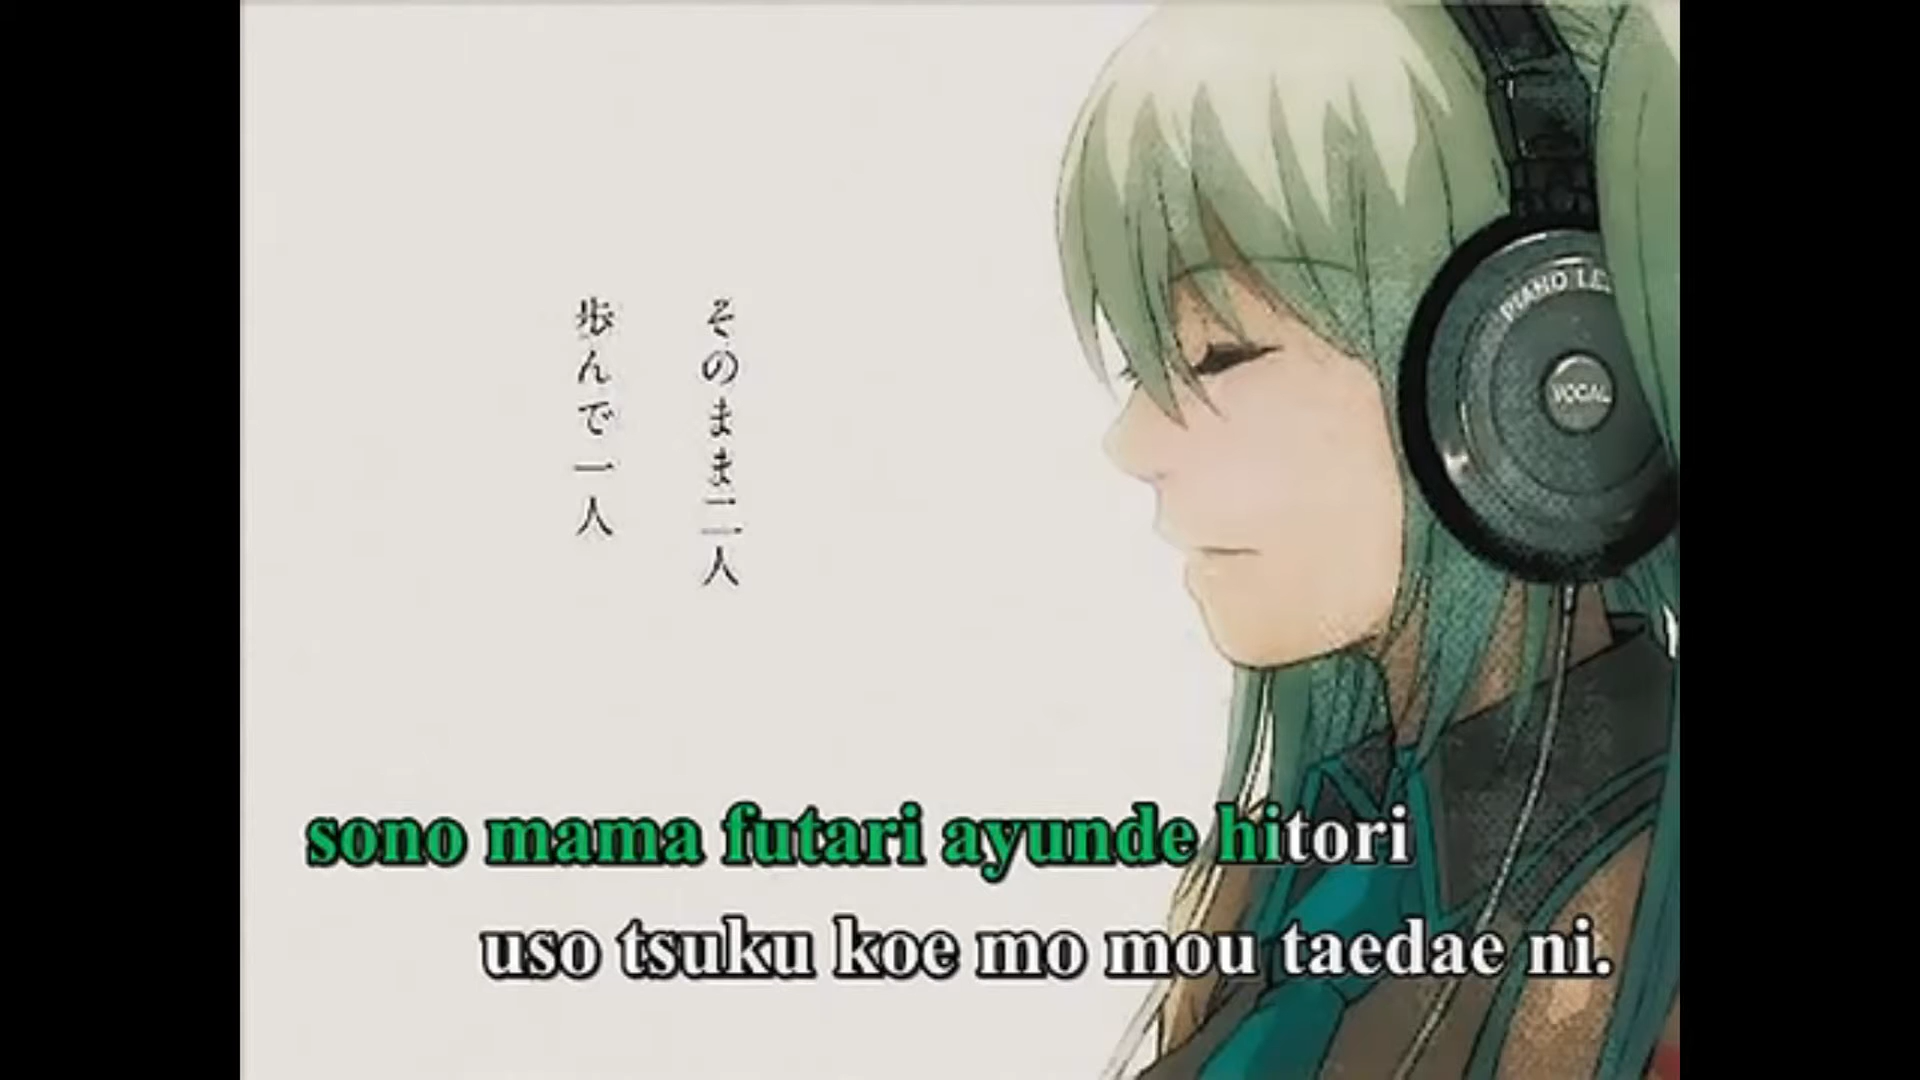 そのまま二人
歩んで一人
PIANO LE
VOCAL
sono mama futari ayunde hitori
uso tsuku koe mo mou taedae ni.